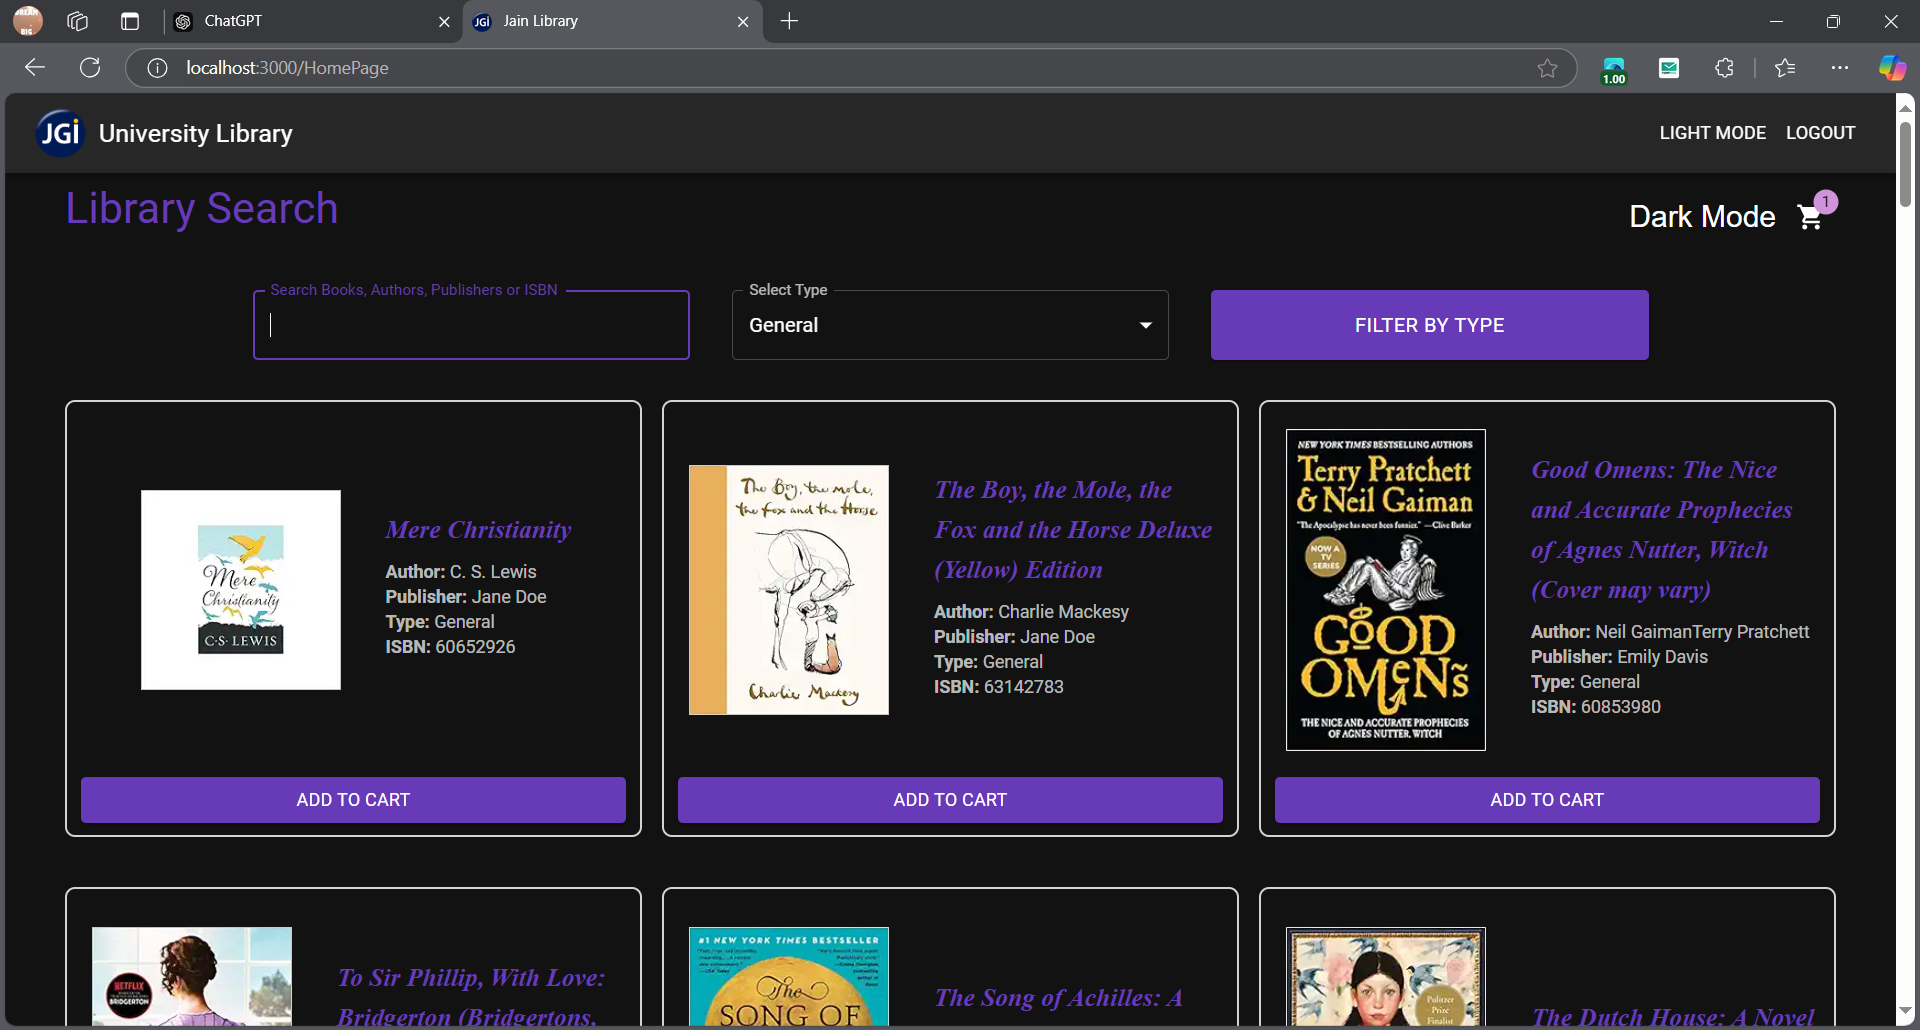 ChatGPT
JGi
Jain Library
localhost:3000/HomePage
1.00
JGi
University Library
LIGHT MODE
LOGOUT
Library Search
Dark Mode
1
Search Books, Authors, Publishers or ISBN
Select Type
General
FILTER BY TYPE
Mere
Christianity
C·S· LEWIS
Mere Christianity
Author: C. S. Lewis
Publisher: Jane Doe
Type: General
ISBN: 60652926
ADD TO CART
The Boy, the mole,
the fox and the Horse
Charlie Mackesy
The Boy, the Mole, the
Fox and the Horse Deluxe
(Yellow) Edition
Author: Charlie Mackesy
Publisher: Jane Doe
Type: General
ISBN: 63142783
ADD TO CART
NEW YORK TIMES BESTSELLING AUTHORS
Terry Pratchett
& Neil Gaiman
"The Apocalypse has never been funnier." —Clive Barker
NOW A
TV
SERIES
GOOD
OMENS
THE NICE AND ACCURATE PROPHECIES
OF AGNES NUTTER, WITCH
Good Omens: The Nice
and Accurate Prophecies
of Agnes Nutter, Witch
(Cover may vary)
Author: Neil GaimanTerry Pratchett
Publisher: Emily Davis
Type: General
ISBN: 60853980
ADD TO CART
NETFLIX
BRIDGERTON
To Sir Phillip, With Love:
Bridgerton (Bridgertons,
#1 NEW YORK TIMES BESTSELLER
The
SONG OF
The Song of Achilles: A
Pulitzer
Prize
Finalist
The Dutch House: A Novel